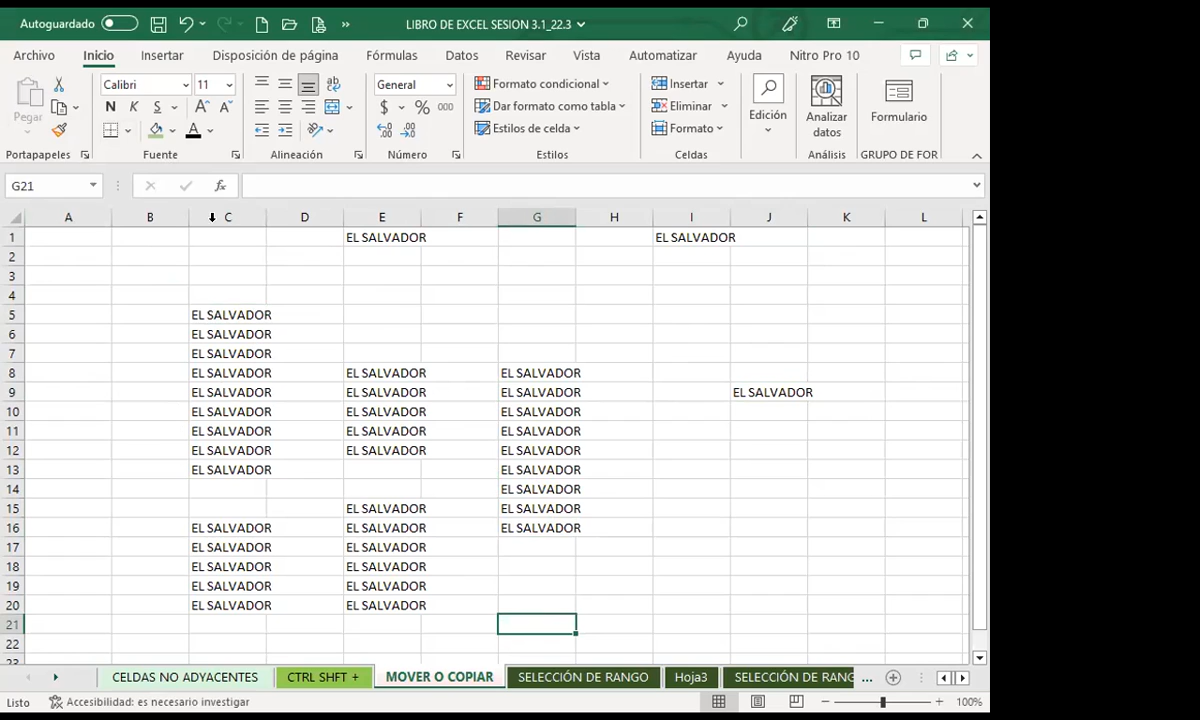 Autoguardado
LIBRO DE EXCEL SESION 3.1_22.3
Archivo Inicio Insertar Disposición de página Fórmulas Datos Revisar Vista Automatizar Ayuda Nitro Pro 10
Calibri 11 General Formato condicional Insertar
Pegar N K S % 000 Dar formato como tabla Eliminar Edición Analizar datos Formulario
Estilos de celda Formato
Portapapeles Fuente Alineación Número Estilos Celdas Análisis GRUPO DE FOR
G21 fx
A B C D E F G H I J K L
1 EL SALVADOR EL SALVADOR
2
3
4
5 EL SALVADOR
6 EL SALVADOR
7 EL SALVADOR
8 EL SALVADOR EL SALVADOR EL SALVADOR
9 EL SALVADOR EL SALVADOR EL SALVADOR EL SALVADOR
10 EL SALVADOR EL SALVADOR EL SALVADOR
11 EL SALVADOR EL SALVADOR EL SALVADOR
12 EL SALVADOR EL SALVADOR EL SALVADOR
13 EL SALVADOR EL SALVADOR
14 EL SALVADOR
15 EL SALVADOR EL SALVADOR
16 EL SALVADOR EL SALVADOR EL SALVADOR
17 EL SALVADOR EL SALVADOR
18 EL SALVADOR EL SALVADOR
19 EL SALVADOR EL SALVADOR
20 EL SALVADOR EL SALVADOR
21
22
23
CELDAS NO ADYACENTES CTRL SHFT + MOVER O COPIAR SELECCIÓN DE RANGO Hoja3 SELECCIÓN DE RANG ...
Listo Accesibilidad: es necesario investigar 100%